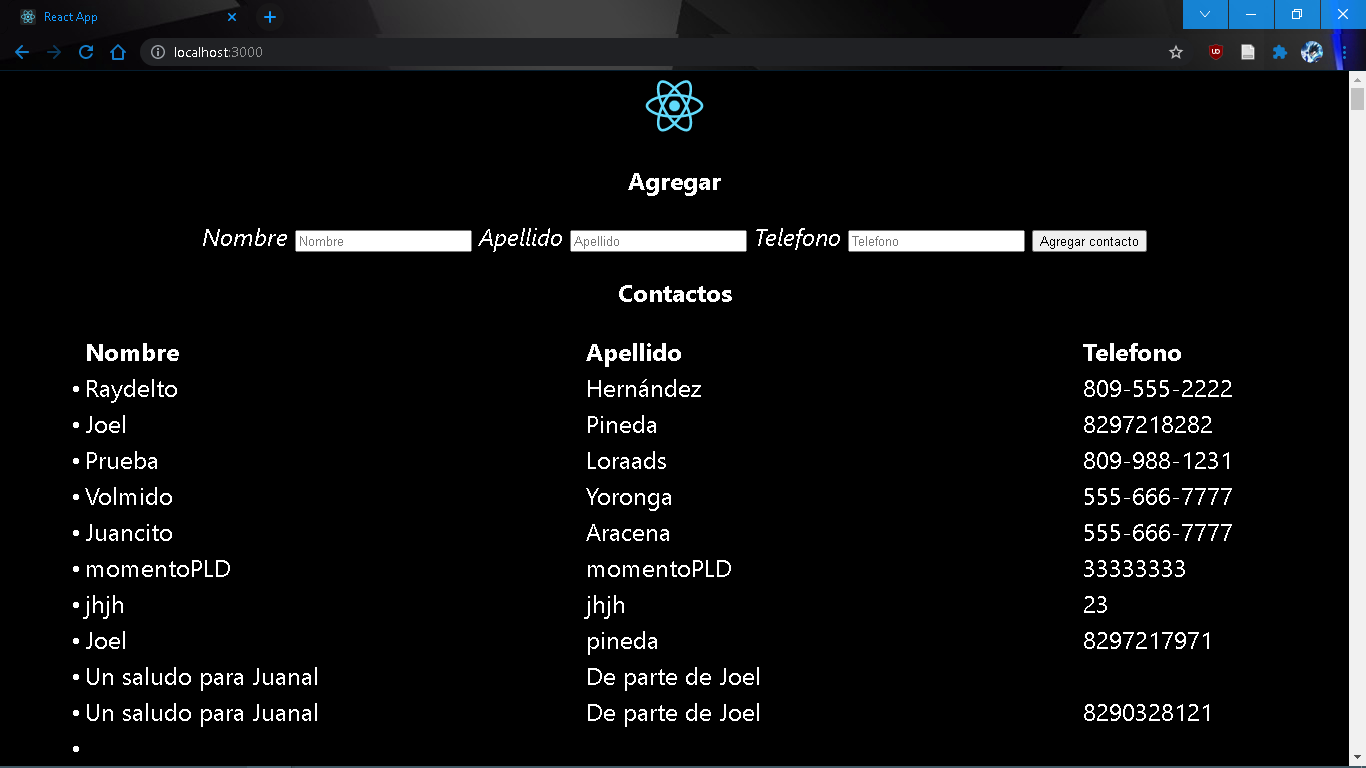 React App
localhost:3000
Agregar
Nombre Nombre Apellido Apellido Telefono Telefono Agregar contacto
Contactos
Nombre Apellido Telefono
• Raydelto Hernández 809-555-2222
• Joel Pineda 8297218282
• Prueba Loraads 809-988-1231
• Volmido Yoronga 555-666-7777
• Juancito Aracena 555-666-7777
• momentoPLD momentoPLD 33333333
• jhjh jhjh 23
• Joel pineda 8297217971
• Un saludo para Juanal De parte de Joel
• Un saludo para Juanal De parte de Joel 8290328121
•